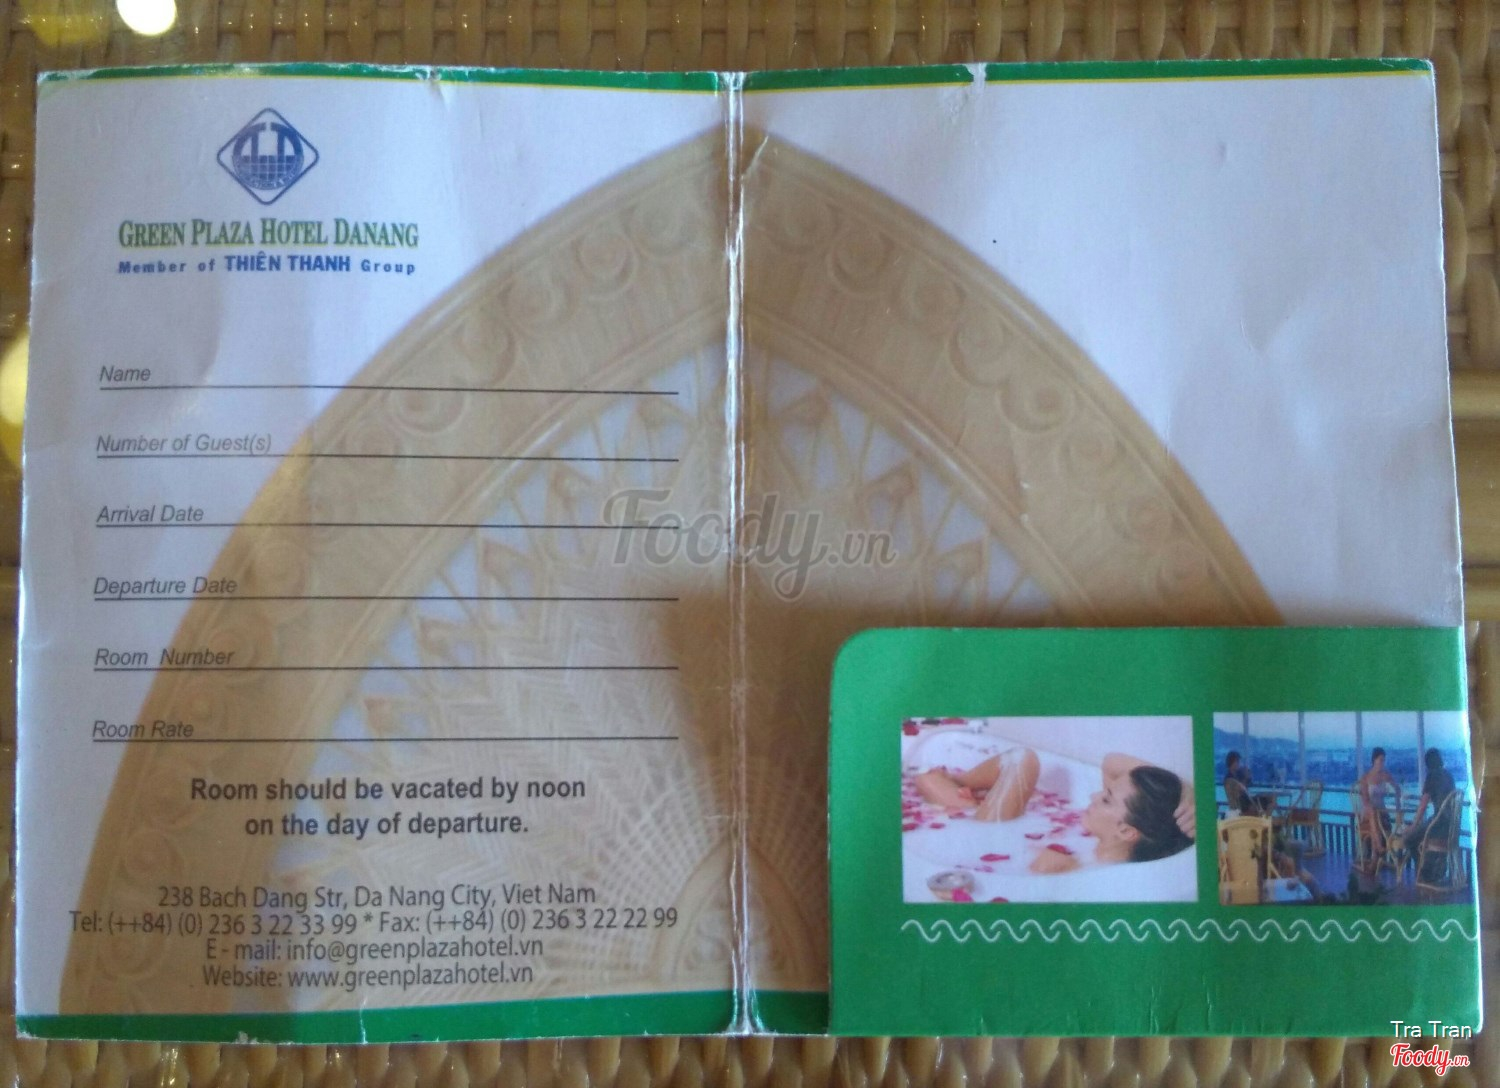 GREEN PLAZA HOTEL DANANG
Member of THIÊN THANH Group
Name
Number of Guest(s)
Arrival Date
Departure Date
Room Number
Room Rate
Room should be vacated by noon
on the day of departure.
238 Bach Dang Str, Da Nang City, Viet Nam
Tel: (++84) (0) 236 3 22 33 99 * Fax: (++84) (0) 236 3 22 22 99
E - mail: info@greenplazahotel.vn
Website: www.greenplazahotel.vn
Foody.vn
Tra Tran
Foody.vn